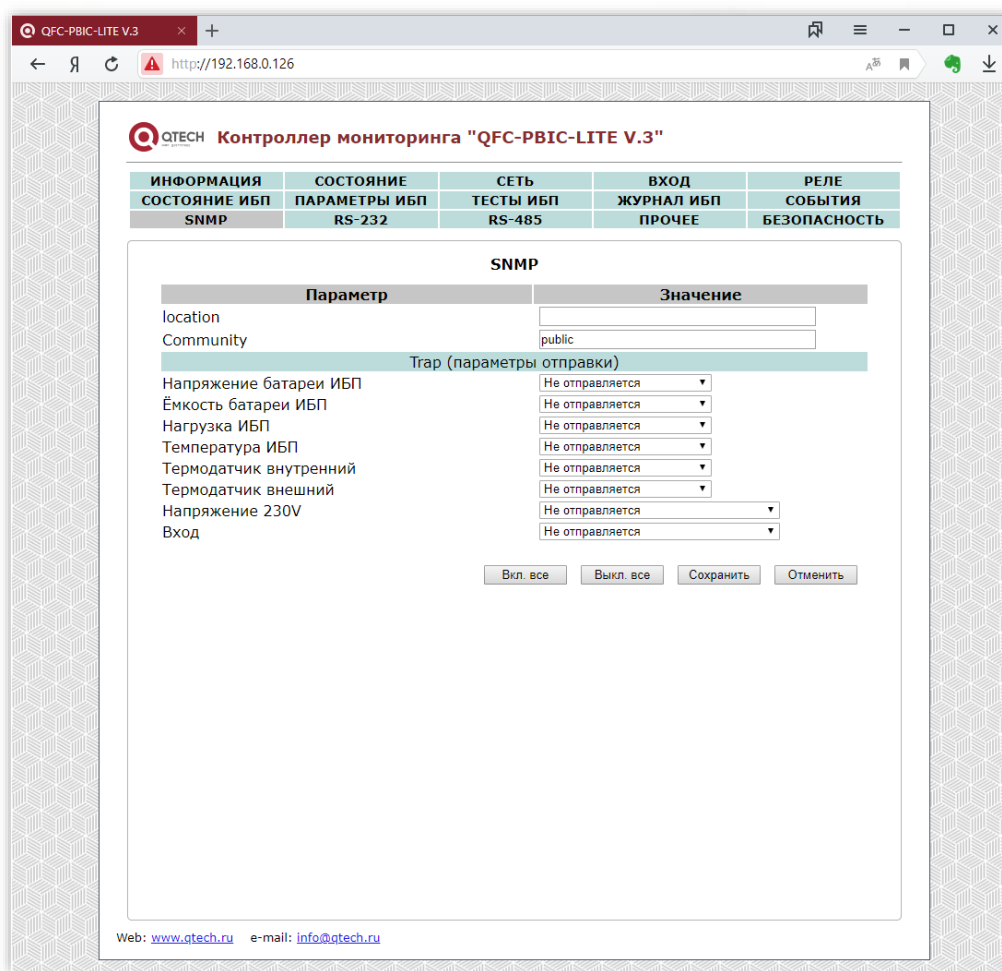 QFC-PBIC-LITE V.3
http://192.168.0.126
QTECH Контроллер мониторинга "QFC-PBIC-LITE V.3"
ИНФОРМАЦИЯ СОСТОЯНИЕ СЕТЬ ВХОД РЕЛЕ
СОСТОЯНИЕ ИБП ПАРАМЕТРЫ ИБП ТЕСТЫ ИБП ЖУРНАЛ ИБП СОБЫТИЯ
SNMP RS-232 RS-485 ПРОЧЕЕ БЕЗОПАСНОСТЬ
SNMP
Параметр Значение
location
Community public
Trap (параметры отправки)
Напряжение батареи ИБП Не отправляется
Ёмкость батареи ИБП Не отправляется
Нагрузка ИБП Не отправляется
Температура ИБП Не отправляется
Термодатчик внутренний Не отправляется
Термодатчик внешний Не отправляется
Напряжение 230V Не отправляется
Вход Не отправляется
Вкл. все Выкл. все Сохранить Отменить
Web: www.qtech.ru e-mail: info@qtech.ru